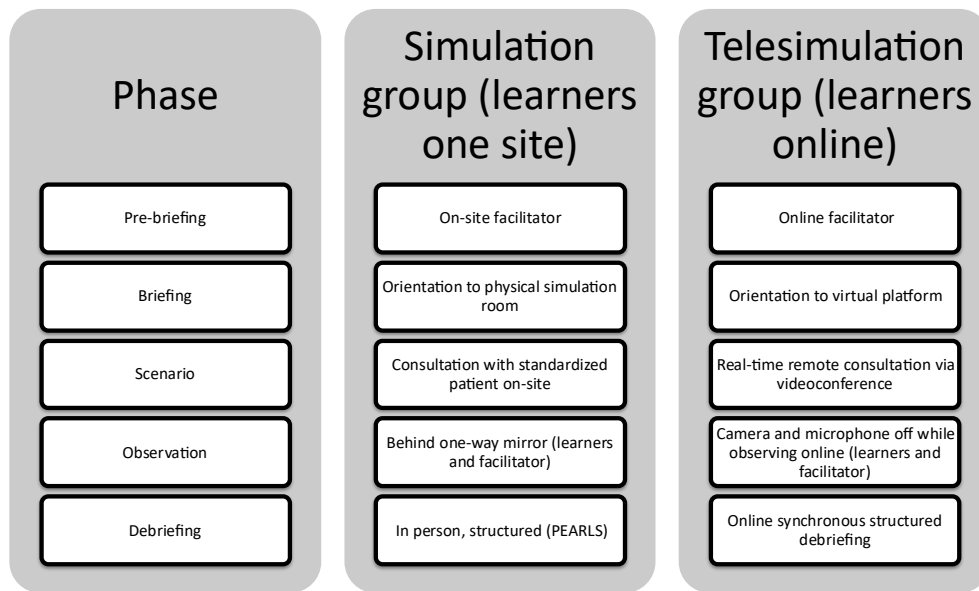 Phase
Pre-briefing
Briefing
Scenario
Observation
Debriefing
Simulation
group (learners
one site)
On-site facilitator
Orientation to physical simulation
room
Consultation with standardized
patient on-site
Behind one-way mirror (learners
and facilitator)
In person, structured (PEARLS)
Telesimulation
group (learners
online)
Online facilitator
Orientation to virtual platform
Real-time remote consultation via
videoconference
Camera and microphone off while
observing online (learners and
facilitator)
Online synchronous structured
debriefing